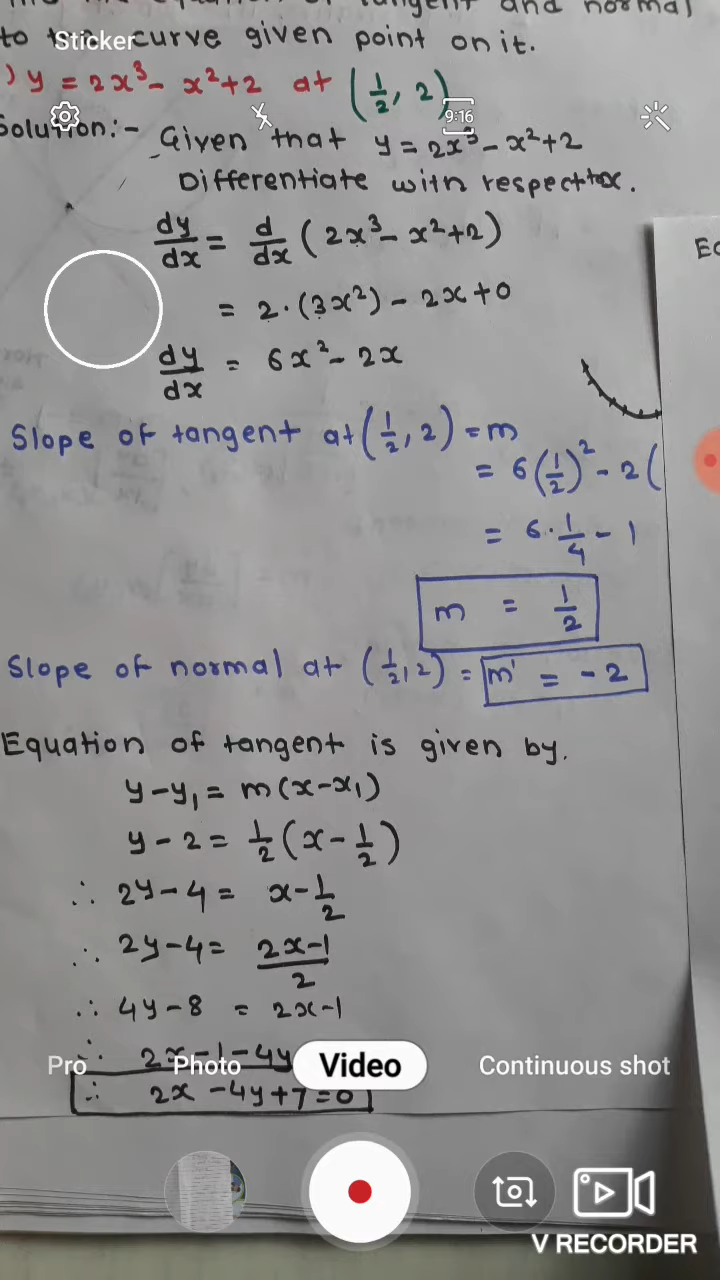 and normal
to the curve given point on it.
Sticker
) y = 2x³ - x² + 2 at (1/2, 2)
9:16
Solution:- Given that y = 2x³ - x² + 2
Differentiate with respect to x.
dy/dx = d/dx (2x³ - x² + 2)
= 2·(3x²) - 2x + 0
dy/dx = 6x² - 2x
Slope of tangent at (1/2, 2) = m
= 6(1/2)² - 2(
= 6·1/4 - 1
m = 1/2
Slope of normal at (1/2, 2) = m' = -2
Equation of tangent is given by.
y - y₁ = m(x - x₁)
y - 2 = 1/2 (x - 1/2)
∴ 2y - 4 = x - 1/2
∴ 2y - 4 = 2x-1/2
∴ 4y - 8 = 2x - 1
∴ 2x - 1 - 4y
Pro Photo Video Continuous shot
∴ 2x - 4y + 7 = 0
V RECORDER